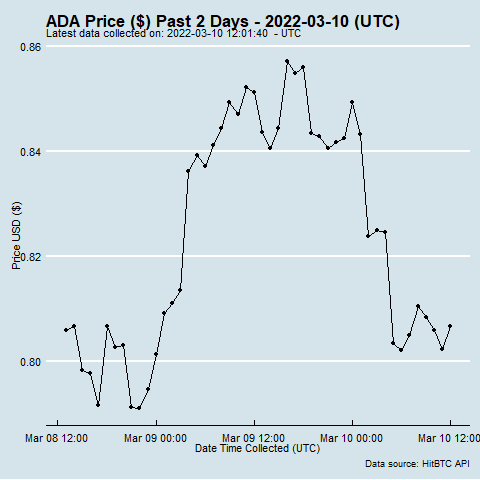 ADA Price ($) Past 2 Days - 2022-03-10 (UTC)
Latest data collected on: 2022-03-10 12:01:40  - UTC
0.86
0.84
0.82
0.80
Price USD ($)
Mar 08 12:00 Mar 09 00:00 Mar 09 12:00 Mar 10 00:00 Mar 10 12:00
Date Time Collected (UTC)
Data source: HitBTC API